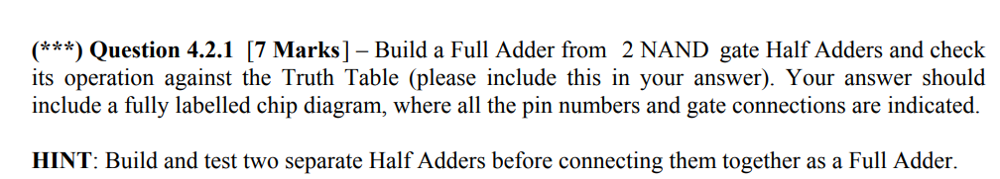 (***) Question 4.2.1 [7 Marks] – Build a Full Adder from 2 NAND gate Half Adders and check
its operation against the Truth Table (please include this in your answer). Your answer should
include a fully labelled chip diagram, where all the pin numbers and gate connections are indicated.
HINT: Build and test two separate Half Adders before connecting them together as a Full Adder.